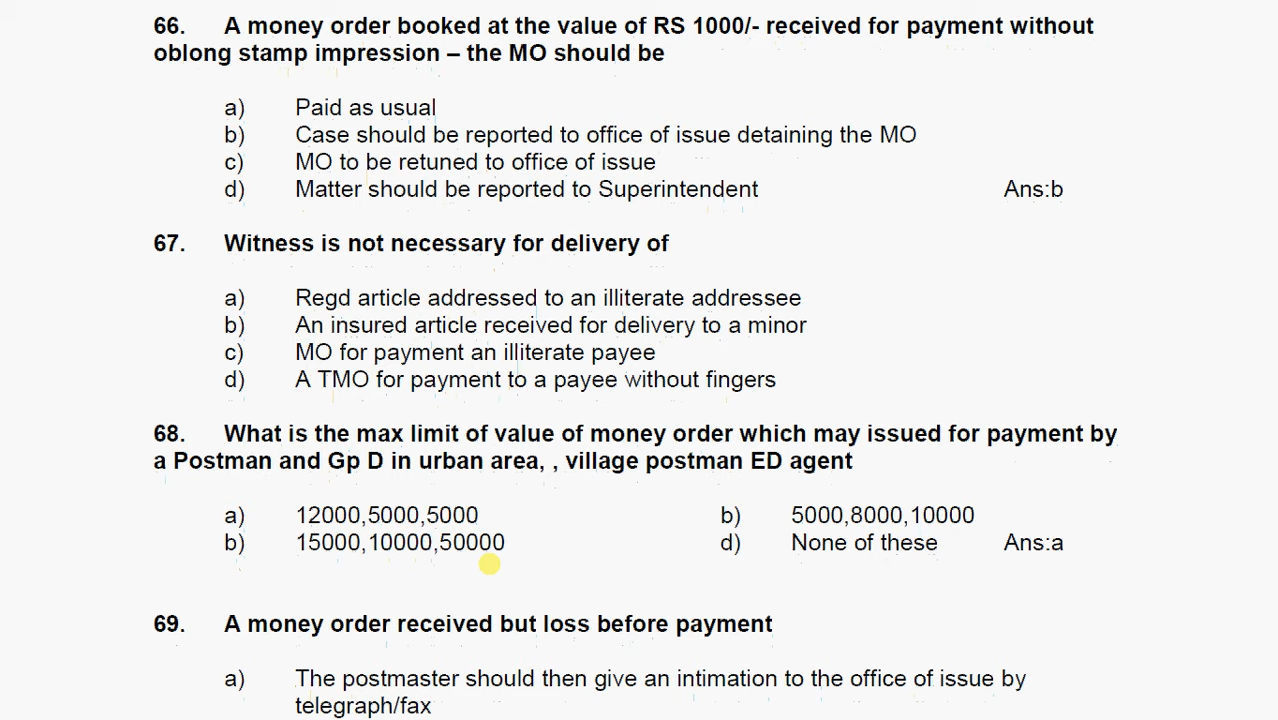 66. A money order booked at the value of RS 1000/- received for payment without
oblong stamp impression – the MO should be
a) Paid as usual
b) Case should be reported to office of issue detaining the MO
c) MO to be retuned to office of issue
d) Matter should be reported to Superintendent Ans:b
67. Witness is not necessary for delivery of
a) Regd article addressed to an illiterate addressee
b) An insured article received for delivery to a minor
c) MO for payment an illiterate payee
d) A TMO for payment to a payee without fingers
68. What is the max limit of value of money order which may issued for payment by
a Postman and Gp D in urban area, , village postman ED agent
a) 12000,5000,5000 b) 5000,8000,10000
b) 15000,10000,50000 d) None of these Ans:a
69. A money order received but loss before payment
a) The postmaster should then give an intimation to the office of issue by
telegraph/fax